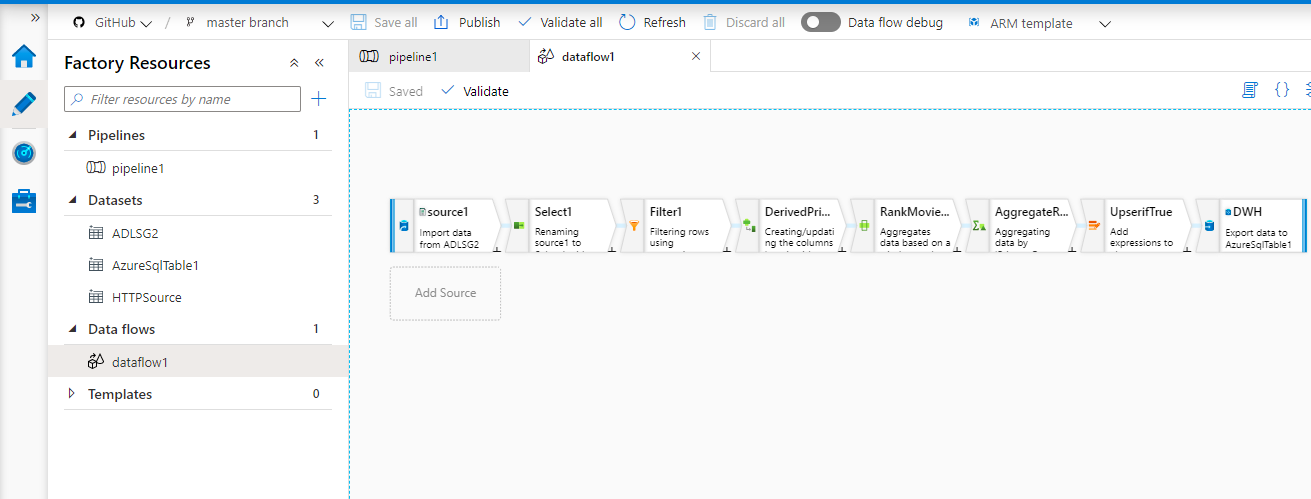 GitHub / master branch Save all Publish Validate all Refresh Discard all Data flow debug ARM template
» Factory Resources «
pipeline1 dataflow1 ×
Filter resources by name +
Saved Validate {}
Pipelines 1
pipeline1
Datasets 3
ADLSG2
AzureSqlTable1
HTTPSource
Data flows 1
dataflow1
Templates 0
source1
Import data
from ADLSG2
+
Select1
Renaming
source1 to
+
Filter1
Filtering rows
using
+
DerivedPri...
Creating/updati
ng the columns
+
RankMovie...
Aggregates
data based on a
+
AggregateR...
Aggregating
data by
+
UpserifTrue
Add
expressions to
+
DWH
Export data to
AzureSqlTable1
Add Source